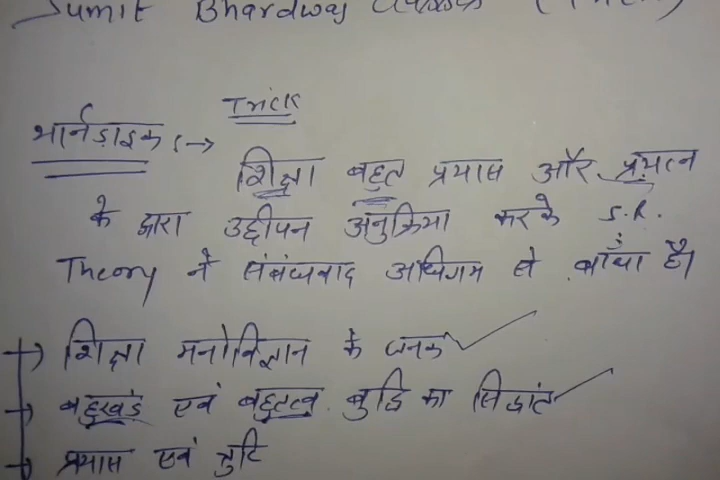 Sumit Bhardwaj
Trick
थार्नडाइक :→
शिक्षा बहुत प्रयास और प्रयत्न
के द्वारा उद्दीपन अनुक्रिया करके S.R.
Theory ने संबंधवाद अधिगम से बाँधा है।
→ शिक्षा मनोविज्ञान के जनक ✓
→ बहुखंड एवं बहुतत्व बुद्धि का सिद्धांत ✓
→ प्रयास एवं त्रुटि